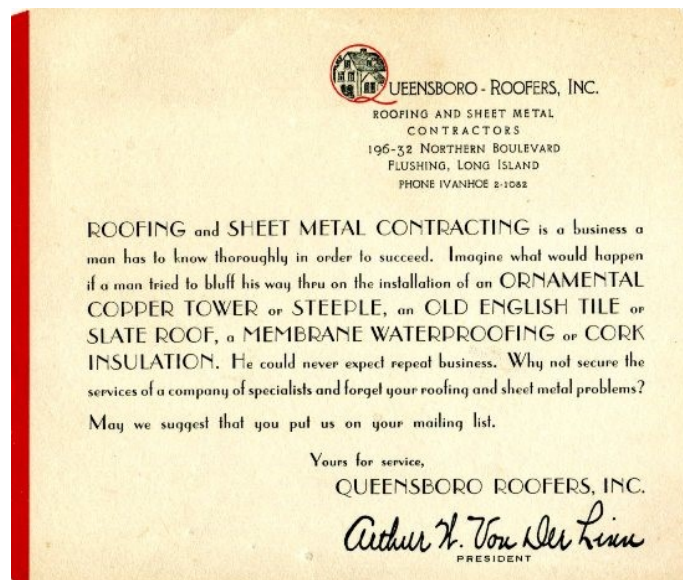 QUEENSBORO - ROOFERS, INC.
ROOFING AND SHEET METAL
CONTRACTORS
196-32 NORTHERN BOULEVARD
FLUSHING, LONG ISLAND
PHONE IVANHOE 2-1082
ROOFING and SHEET METAL CONTRACTING is a business a
man has to know thoroughly in order to succeed. Imagine what would happen
if a man tried to bluff his way thru on the installation of an ORNAMENTAL
COPPER TOWER or STEEPLE, an OLD ENGLISH TILE or
SLATE ROOF, a MEMBRANE WATERPROOFING or CORK
INSULATION. He could never expect repeat business. Why not secure the
services of a company of specialists and forget your roofing and sheet metal problems?
May we suggest that you put us on your mailing list.
Yours for service,
QUEENSBORO ROOFERS, INC.
Arthur W. Von Der Linn
PRESIDENT